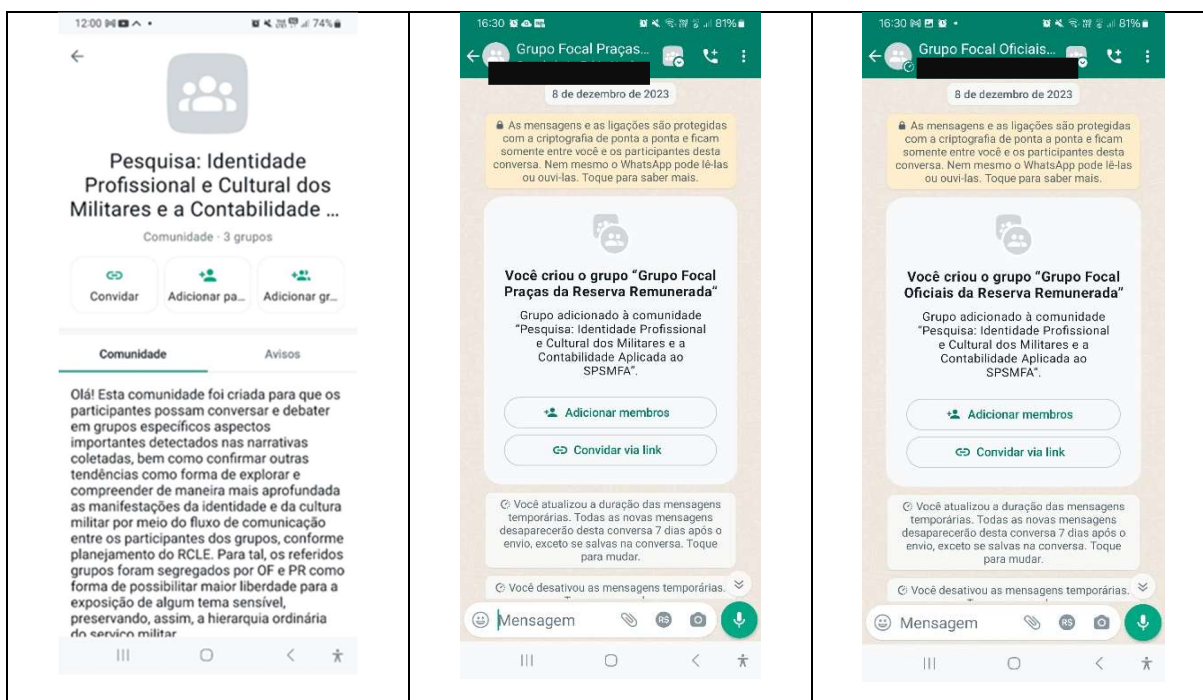 12:00
74%
Pesquisa: Identidade
Profissional e Cultural dos
Militares e a Contabilidade ...
Comunidade · 3 grupos
Convidar
Adicionar pa...
Adicionar gr...
Comunidade
Avisos
Olá! Esta comunidade foi criada para que os
participantes possam conversar e debater
em grupos específicos aspectos
importantes detectados nas narrativas
coletadas, bem como confirmar outras
tendências como forma de explorar e
compreender de maneira mais aprofundada
as manifestações da identidade e da cultura
militar por meio do fluxo de comunicação
entre os participantes dos grupos, conforme
planejamento do RCLE. Para tal, os referidos
grupos foram segregados por OF e PR como
forma de possibilitar maior liberdade para a
exposição de algum tema sensível,
preservando, assim, a hierarquia ordinária
do serviço militar
16:30
81%
Grupo Focal Praças...
8 de dezembro de 2023
As mensagens e as ligações são protegidas
com a criptografia de ponta a ponta e ficam
somente entre você e os participantes desta
conversa. Nem mesmo o WhatsApp pode lê-las
ou ouvi-las. Toque para saber mais.
Você criou o grupo "Grupo Focal
Praças da Reserva Remunerada"
Grupo adicionado à comunidade
"Pesquisa: Identidade Profissional
e Cultural dos Militares e a
Contabilidade Aplicada ao
SPSMFA".
Adicionar membros
Convidar via link
Você atualizou a duração das mensagens
temporárias. Todas as novas mensagens
desaparecerão desta conversa 7 dias após o
envio, exceto se salvas na conversa. Toque
para mudar.
Você desativou as mensagens temporárias.
Mensagem
R$
16:30
81%
Grupo Focal Oficiais...
8 de dezembro de 2023
As mensagens e as ligações são protegidas
com a criptografia de ponta a ponta e ficam
somente entre você e os participantes desta
conversa. Nem mesmo o WhatsApp pode lê-las
ou ouvi-las. Toque para saber mais.
Você criou o grupo "Grupo Focal
Oficiais da Reserva Remunerada"
Grupo adicionado à comunidade
"Pesquisa: Identidade Profissional
e Cultural dos Militares e a
Contabilidade Aplicada ao
SPSMFA".
Adicionar membros
Convidar via link
Você atualizou a duração das mensagens
temporárias. Todas as novas mensagens
desaparecerão desta conversa 7 dias após o
envio, exceto se salvas na conversa. Toque
para mudar.
Você desativou as mensagens temporárias.
Mensagem
R$